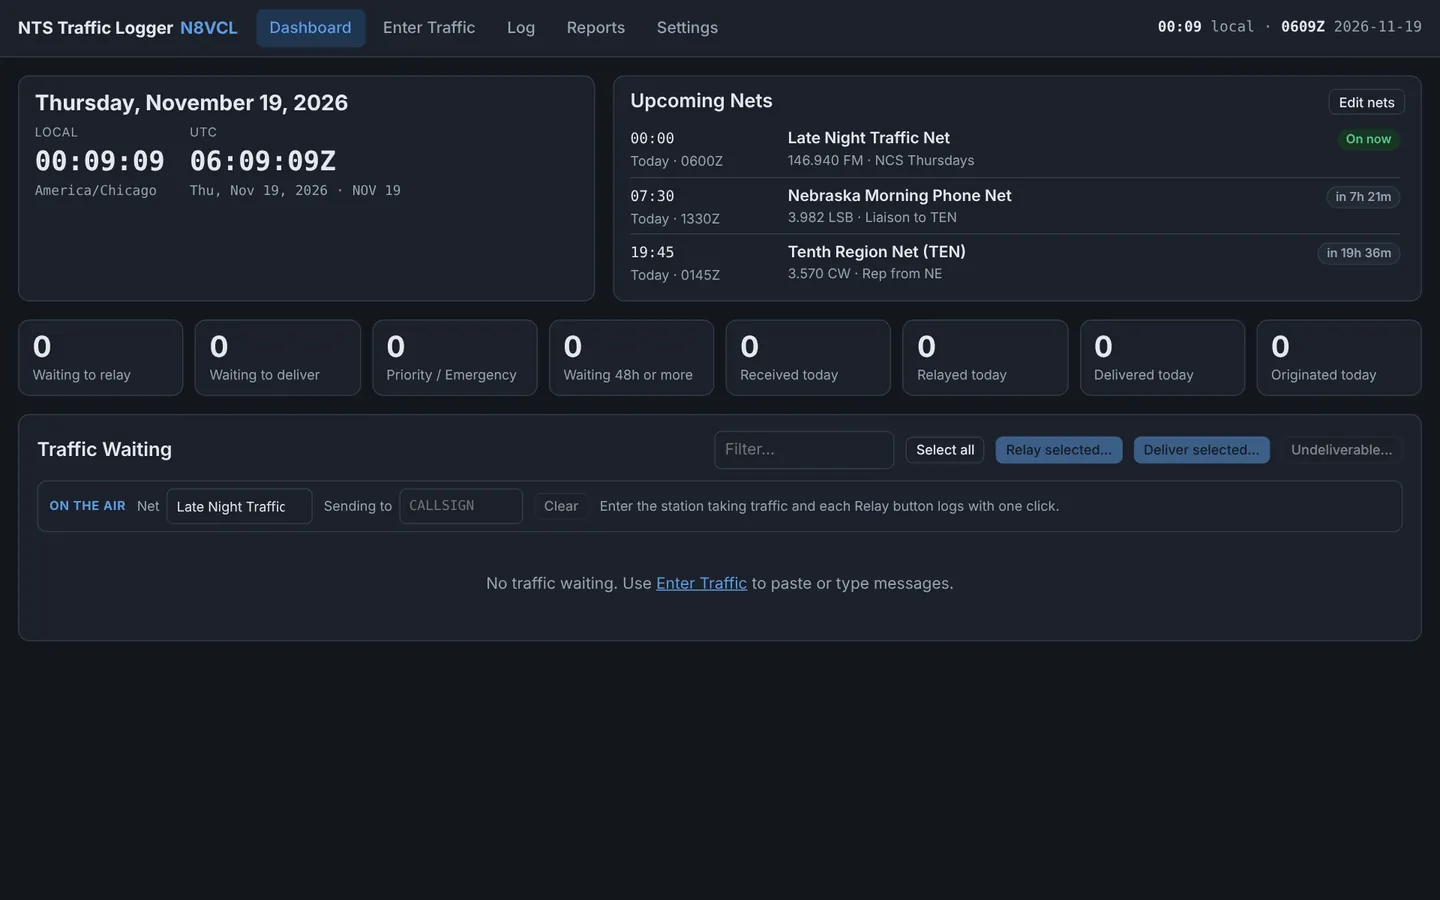 NTS Traffic Logger N8VCL Dashboard Enter Traffic Log Reports Settings 00:09 local · 0609Z 2026-11-19
Thursday, November 19, 2026
LOCAL UTC
00:09:09 06:09:09Z
America/Chicago Thu, Nov 19, 2026 · NOV 19
Upcoming Nets Edit nets
00:00 Late Night Traffic Net On now
Today · 0600Z 146.940 FM · NCS Thursdays
07:30 Nebraska Morning Phone Net in 7h 21m
Today · 1330Z 3.982 LSB · Liaison to TEN
19:45 Tenth Region Net (TEN) in 19h 36m
Today · 0145Z 3.570 CW · Rep from NE
0 0 0 0 0 0 0 0
Waiting to relay Waiting to deliver Priority / Emergency Waiting 48h or more Received today Relayed today Delivered today Originated today
Traffic Waiting Filter... Select all Relay selected... Deliver selected... Undeliverable...
ON THE AIR Net Late Night Traffic Sending to CALLSIGN Clear Enter the station taking traffic and each Relay button logs with one click.
No traffic waiting. Use Enter Traffic to paste or type messages.